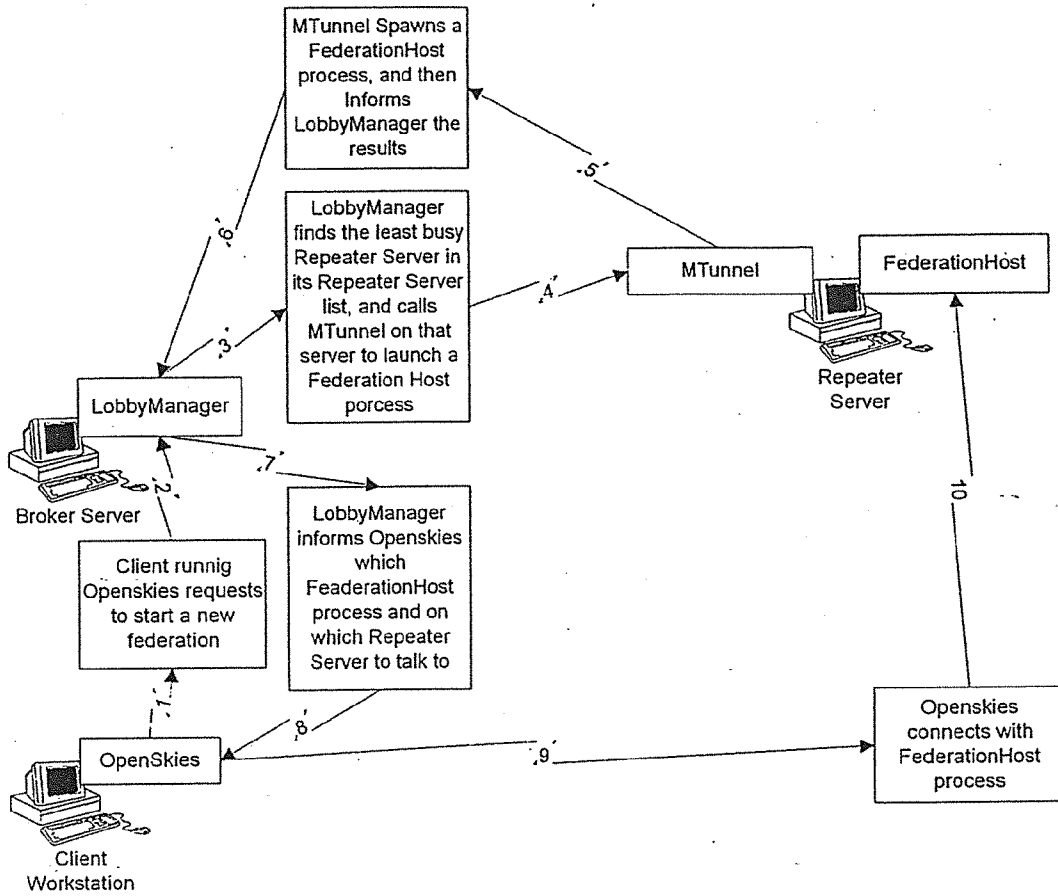 MTunnel Spawns a
FederationHost
process, and then
Informs
LobbyManager the
results
'5'
'6'
LobbyManager
finds the least busy
Repeater Server in
its Repeater Server
list, and calls
MTunnel on that
server to launch a
Federation Host
porcess
'4'
MTunnel
FederationHost
'3'
Repeater
Server
LobbyManager
'7'
'2'
Broker Server
10
LobbyManager
informs Openskies
which
FeaderationHost
process and on
which Repeater
Server to talk to
Client runnig
Openskies requests
to start a new
federation
'1'
'8'
Openskies
connects with
FederationHost
process
OpenSkies
'9'
Client
Workstation